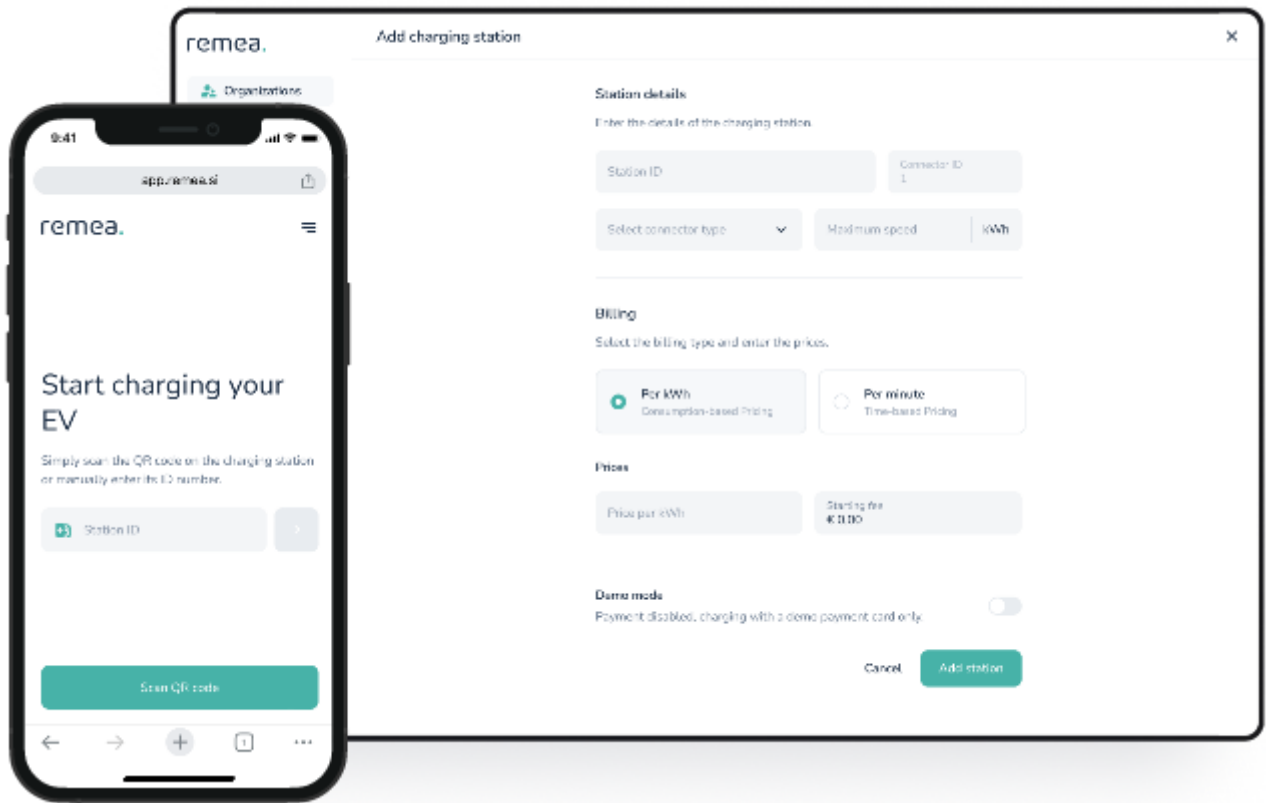 remea.
Add charging station
Organizations
Station details
Enter the details of the charging station.
Station ID
Connector ID
1
Select connector type
Maximum speed
kWh
Billing
Select the billing type and enter the prices.
Per kWh
Consumption-based Pricing
Per minute
Time-based Pricing
Prices
Price per kWh
Starting fee
€ 0.00
Demo mode
Payment disabled, charging with a demo payment card only.
Cancel
Add station
9:41
app.remea.si
remea.
Start charging your
EV
Simply scan the QR code on the charging station
or manually enter its ID number.
Station ID
Scan QR code
1